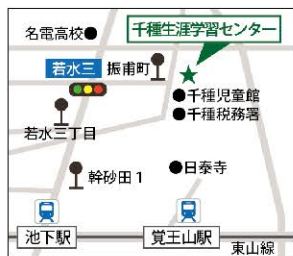 千種生涯学習センター
名電高校
若水三
振甫町
千種児童館
千種税務署
若水三丁目
幹砂田1
日泰寺
池下駅
覚王山駅
東山線